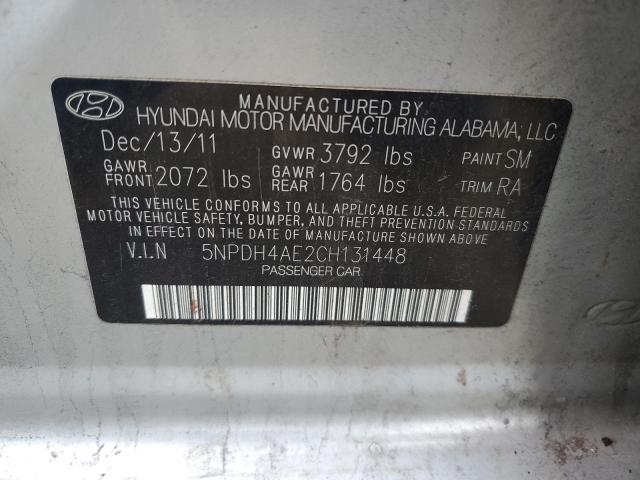 MANUFACTURED BY
HYUNDAI MOTOR MANUFACTURING ALABAMA, LLC
Dec/13/11 GVWR 3792 lbs PAINT SM
GAWR FRONT 2072 lbs GAWR REAR 1764 lbs TRIM RA
THIS VEHICLE CONFORMS TO ALL APPLICABLE U.S.A. FEDERAL
MOTOR VEHICLE SAFETY, BUMPER, AND THEFT PREVENTION STANDARDS
IN EFFECT ON THE DATE OF MANUFACTURE SHOWN ABOVE.
V.I.N 5NPDH4AE2CH131448
PASSENGER CAR